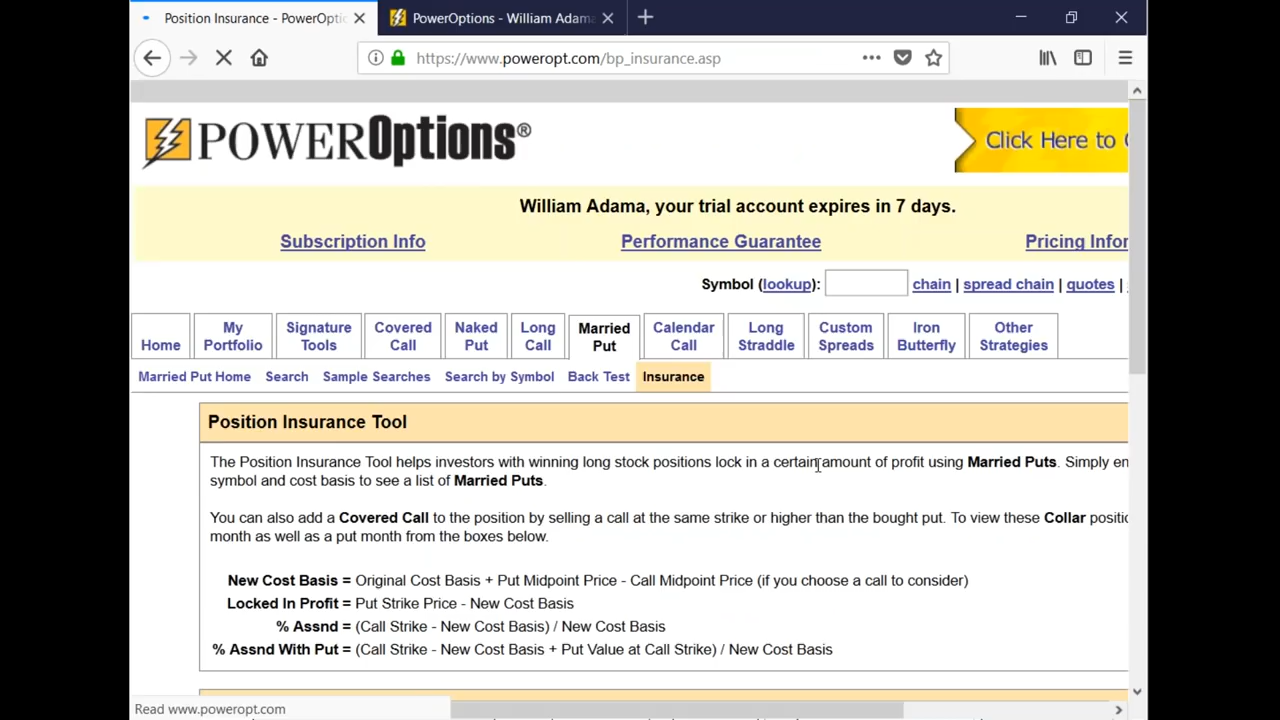 Position Insurance - PowerOptic
PowerOptions - William Adama
https://www.poweropt.com/bp_insurance.asp
POWEROptions®
Click Here to
William Adama, your trial account expires in 7 days.
Subscription Info
Performance Guarantee
Pricing Infor
Symbol (lookup):
chain | spread chain | quotes |
Home
My Portfolio
Signature Tools
Covered Call
Naked Put
Long Call
Married Put
Calendar Call
Long Straddle
Custom Spreads
Iron Butterfly
Other Strategies
Married Put Home
Search
Sample Searches
Search by Symbol
Back Test
Insurance
Position Insurance Tool
The Position Insurance Tool helps investors with winning long stock positions lock in a certain amount of profit using Married Puts. Simply en
symbol and cost basis to see a list of Married Puts.
You can also add a Covered Call to the position by selling a call at the same strike or higher than the bought put. To view these Collar positi
month as well as a put month from the boxes below.
New Cost Basis = Original Cost Basis + Put Midpoint Price - Call Midpoint Price (if you choose a call to consider)
Locked In Profit = Put Strike Price - New Cost Basis
% Assnd = (Call Strike - New Cost Basis) / New Cost Basis
% Assnd With Put = (Call Strike - New Cost Basis + Put Value at Call Strike) / New Cost Basis
Read www.poweropt.com